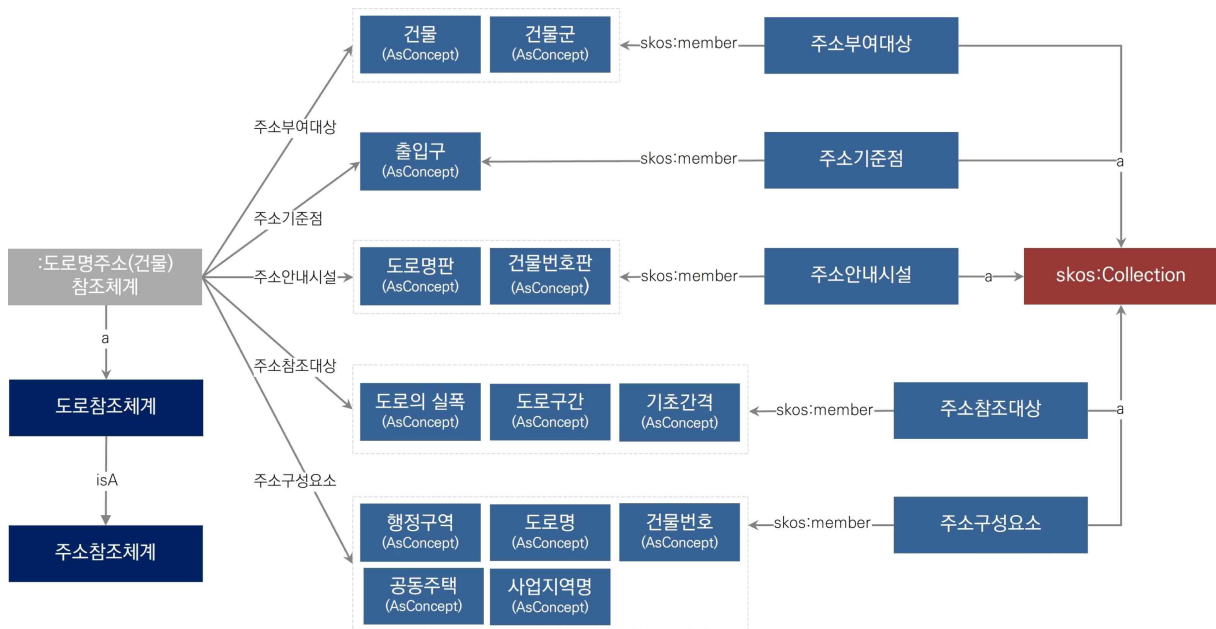 건물
(AsConcept)
건물군
(AsConcept)
skos:member
주소부여대상
주소부여대상
출입구
(AsConcept)
skos:member
주소기준점
a
주소기준점
:도로명주소(건물)
참조체계
주소안내시설
도로명판
(AsConcept)
건물번호판
(AsConcept)
skos:member
주소안내시설
a
skos:Collection
a
주소참조대상
도로참조체계
도로의 실폭
(AsConcept)
도로구간
(AsConcept)
기초간격
(AsConcept)
skos:member
주소참조대상
a
isA
주소구성요소
주소참조체계
행정구역
(AsConcept)
도로명
(AsConcept)
건물번호
(AsConcept)
skos:member
주소구성요소
공동주택
(AsConcept)
사업지역명
(AsConcept)